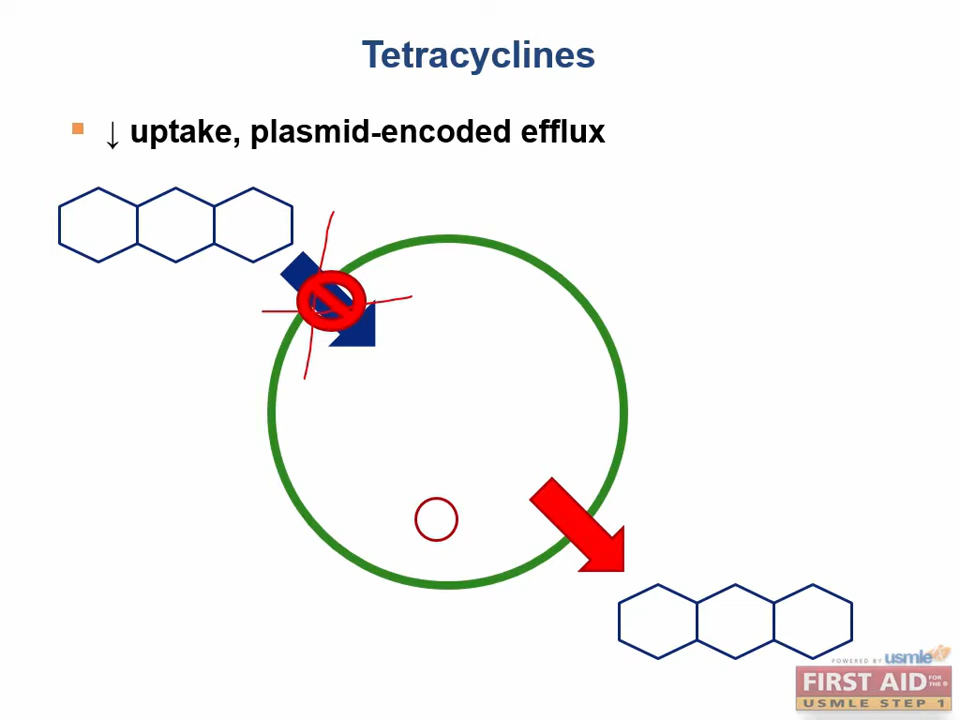 Tetracyclines
↓ uptake, plasmid-encoded efflux
POWERED BY usmle
FIRST AID FOR THE ®
USMLE STEP 1